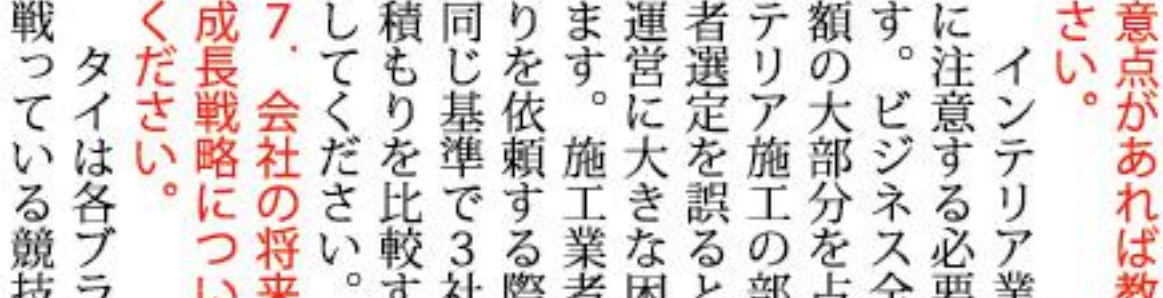 意点があれば教
さい。
インテリア業
に注意する必要
す。ビジネス全
額の大部分を占
テリア施工の部
者選定を誤ると
運営に大きな困
ます。施工業者
りを依頼する際
同じ基準で3社
積もりを比較す
してください。
7. 会社の将来
成長戦略につい
ください。
タイは各ブラ
戦っている競技